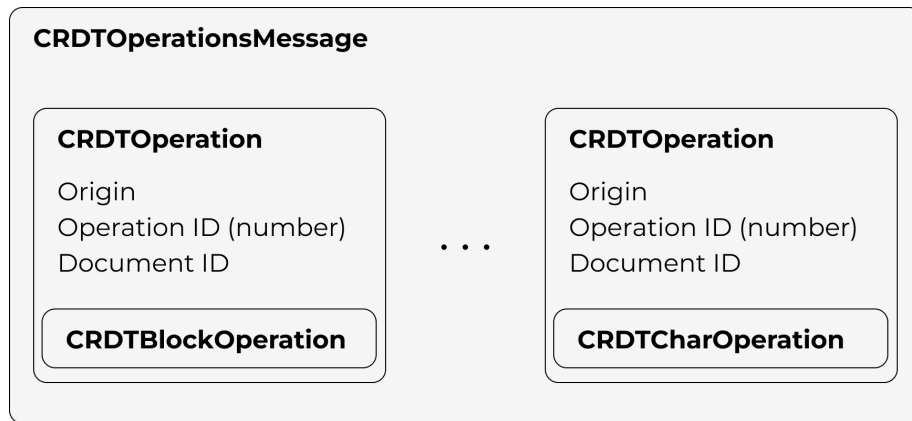 CRDTOperationsMessage
CRDTOperation
Origin
Operation ID (number)
Document ID
CRDTBlockOperation
. . .
CRDTOperation
Origin
Operation ID (number)
Document ID
CRDTCharOperation